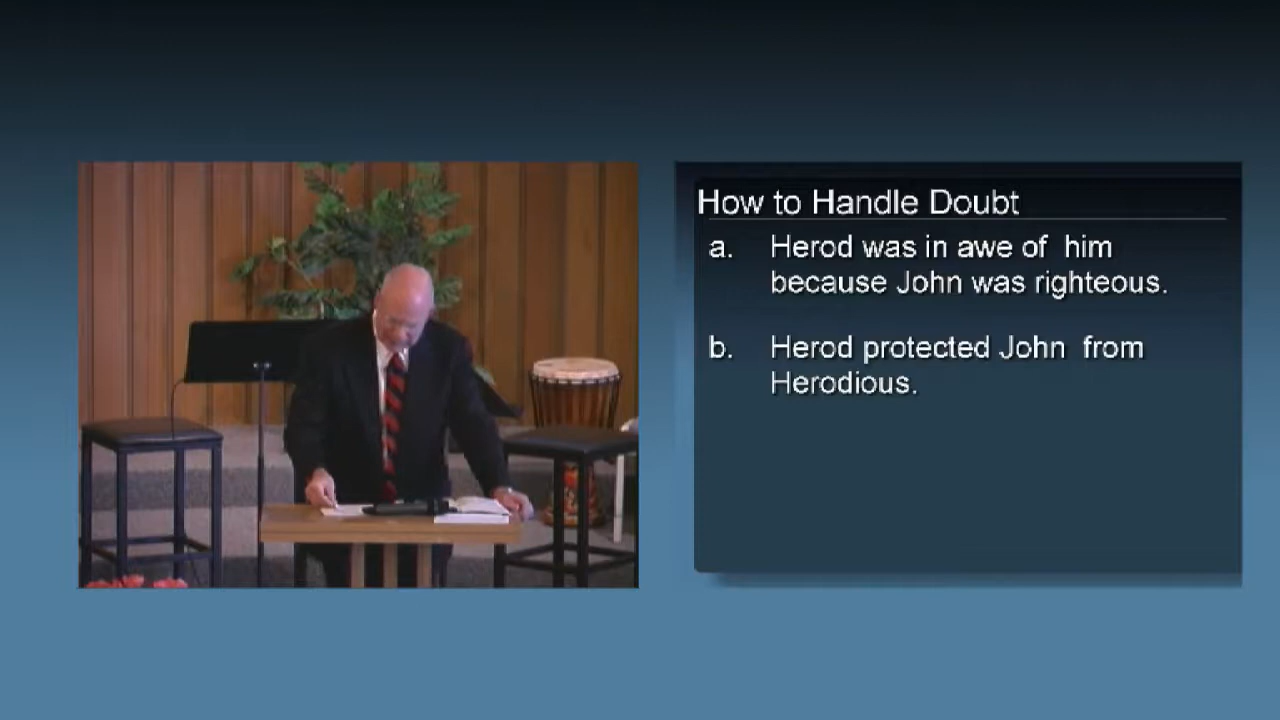 How to Handle Doubt
a. Herod was in awe of him
because John was righteous.
b. Herod protected John from
Herodious.